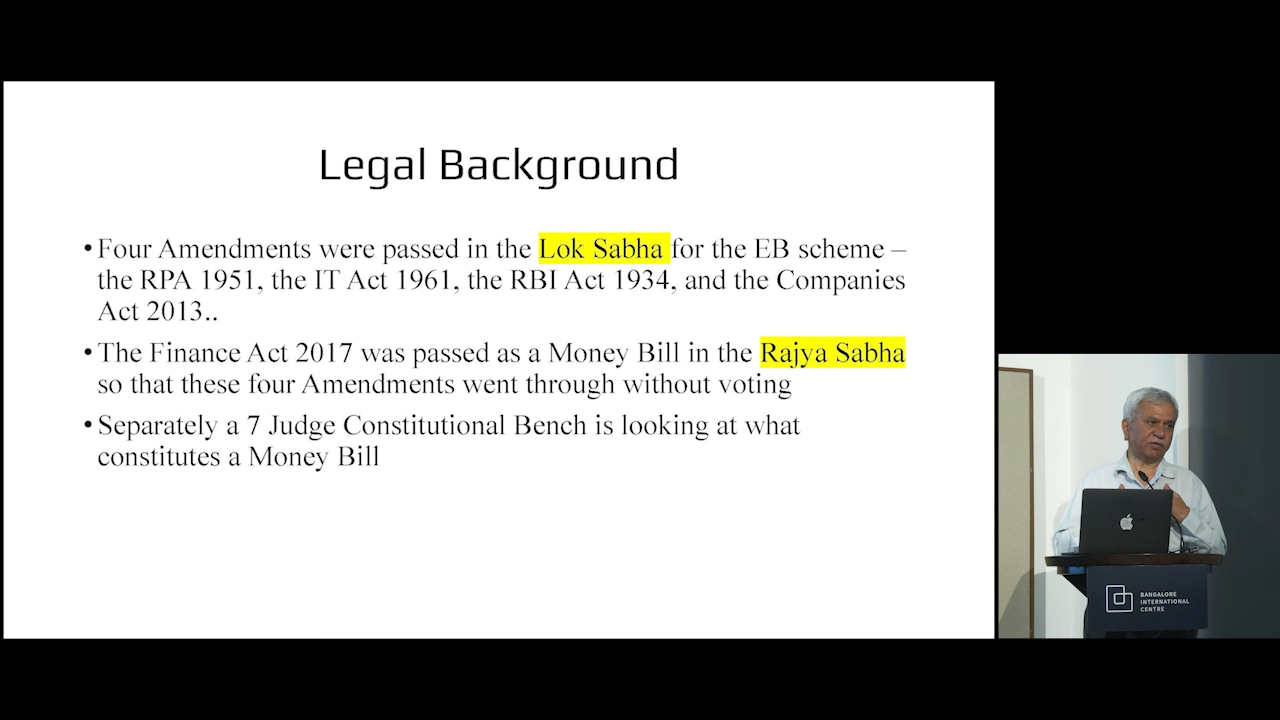 Legal Background
• Four Amendments were passed in the Lok Sabha for the EB scheme –
the RPA 1951, the IT Act 1961, the RBI Act 1934, and the Companies
Act 2013..
• The Finance Act 2017 was passed as a Money Bill in the Rajya Sabha
so that these four Amendments went through without voting
• Separately a 7 Judge Constitutional Bench is looking at what
constitutes a Money Bill
BANGALORE
INTERNATIONAL
CENTRE